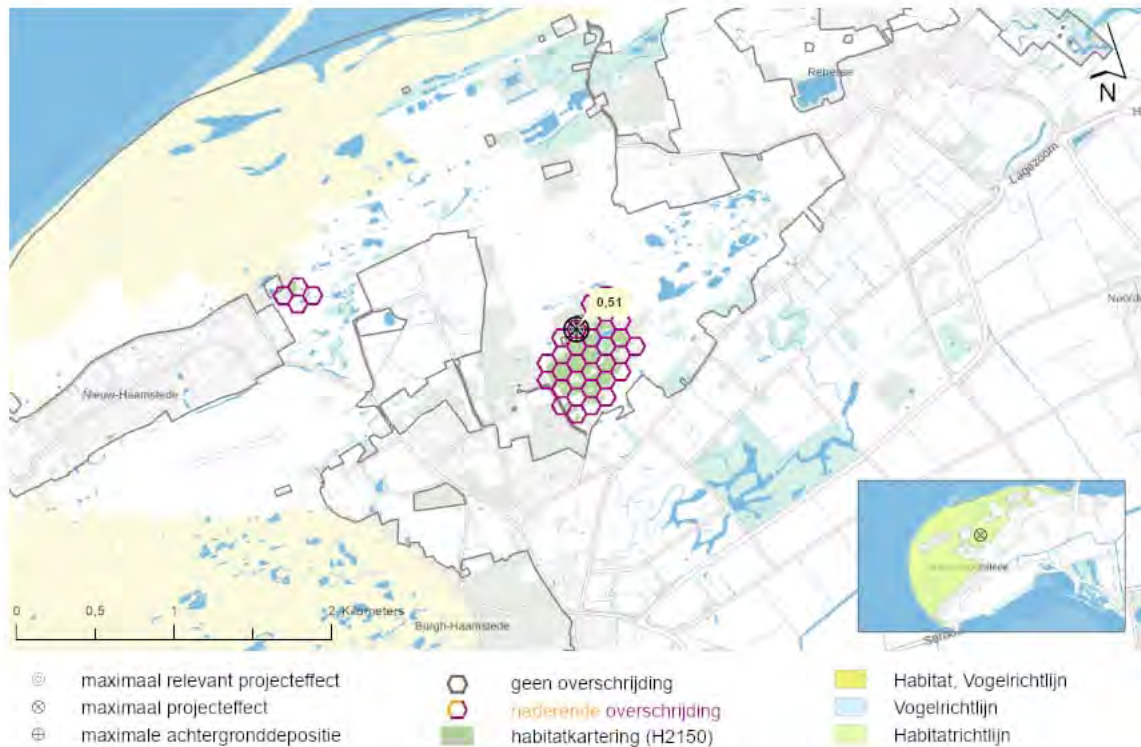 Renesse
N
Lagezoom
Noord
0,51
Nieuw-Haamstede
0 0,5 1 2 Kilometers
Burgh-Haamstede
maximaal relevant projecteffect
maximaal projecteffect
maximale achtergronddepositie
geen overschrijding
naderende overschrijding
habitatkartering (H2150)
Habitat, Vogelrichtlijn
Vogelrichtlijn
Habitatrichtlijn